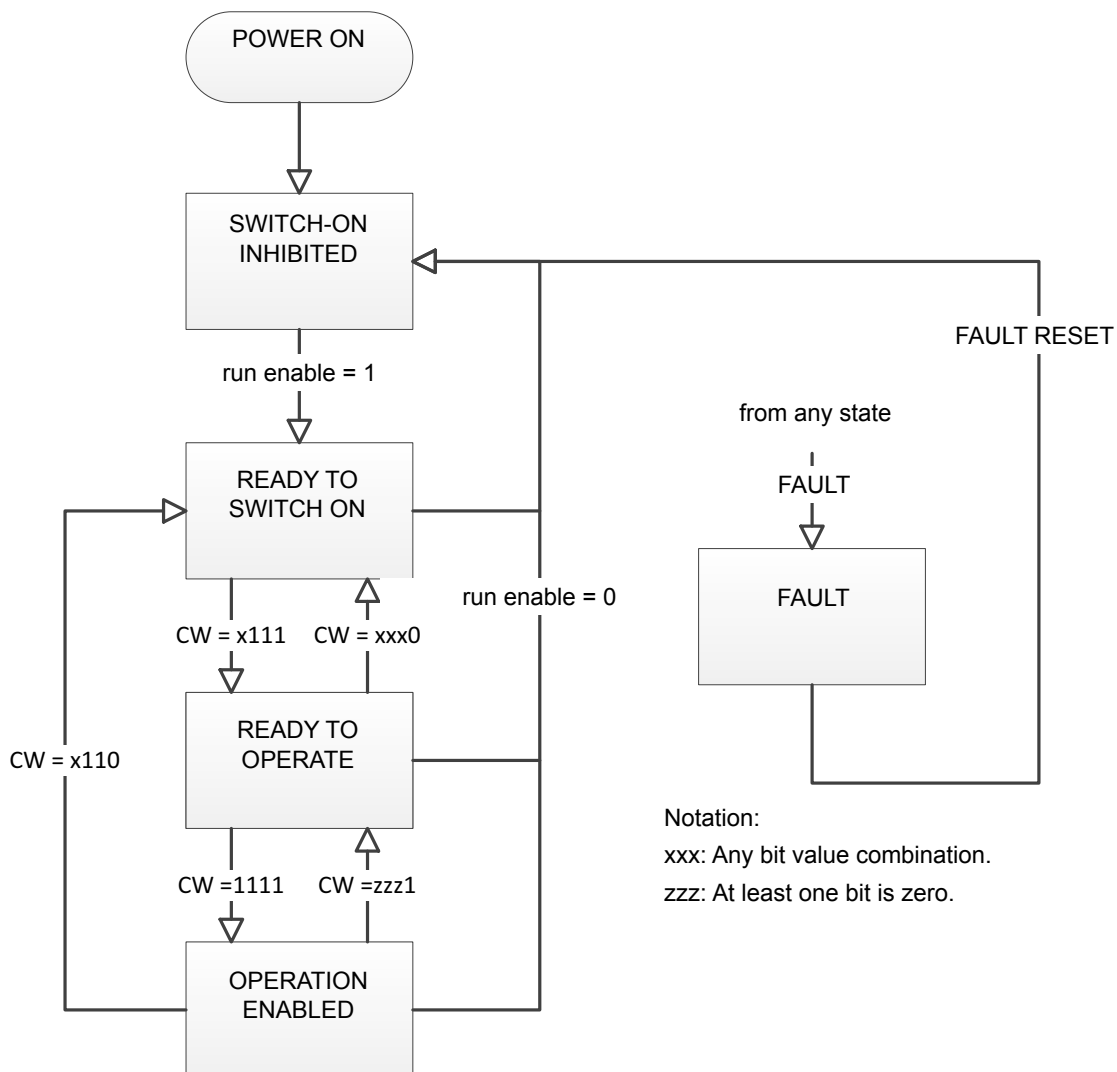 POWER ON
SWITCH-ON
INHIBITED
FAULT RESET
run enable = 1
from any state
READY TO
SWITCH ON
FAULT
FAULT
run enable = 0
CW = x111
CW = xxx0
READY TO
OPERATE
CW = x110
Notation:
xxx: Any bit value combination.
zzz: At least one bit is zero.
CW =1111
CW =zzz1
OPERATION
ENABLED